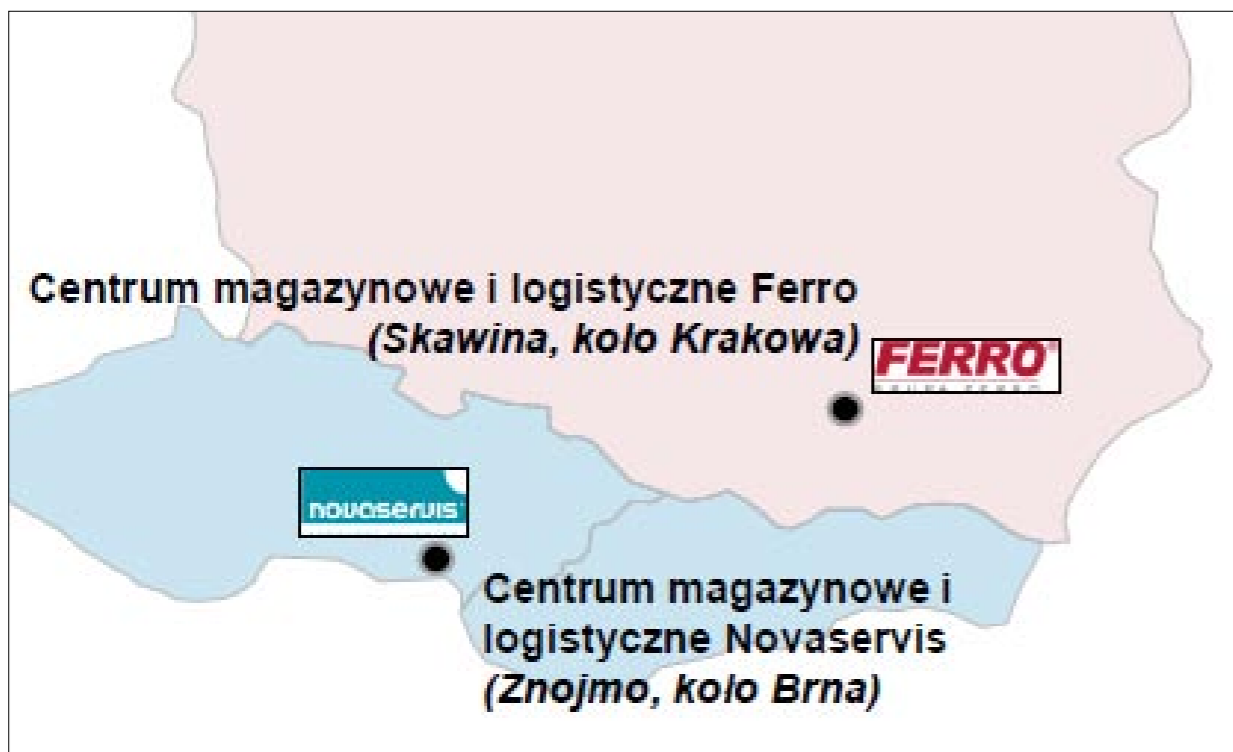 Centrum magazynowe i logistyczne Ferro
(Skawina, koło Krakowa)
FERRO
novaservis
Centrum magazynowe i
logistyczne Novaservis
(Znojmo, koło Brna)